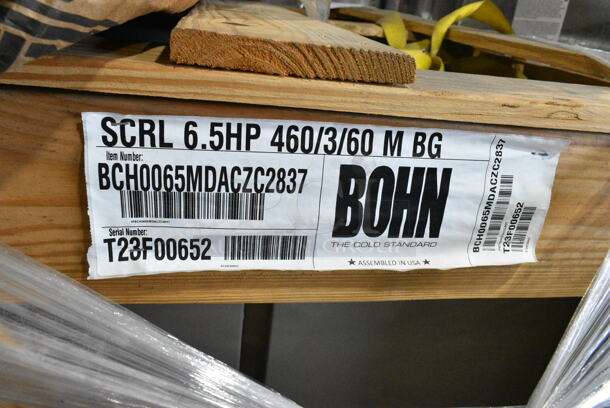 SCRL 6.5HP 460/3/60 M BG
Item Number:
BCH0065MDACZC2837
Serial Number:
T23F00652
BOHN
THE COLD STANDARD
★ ASSEMBLED IN USA ★
BCH0065MDACZC2837
T23F00652